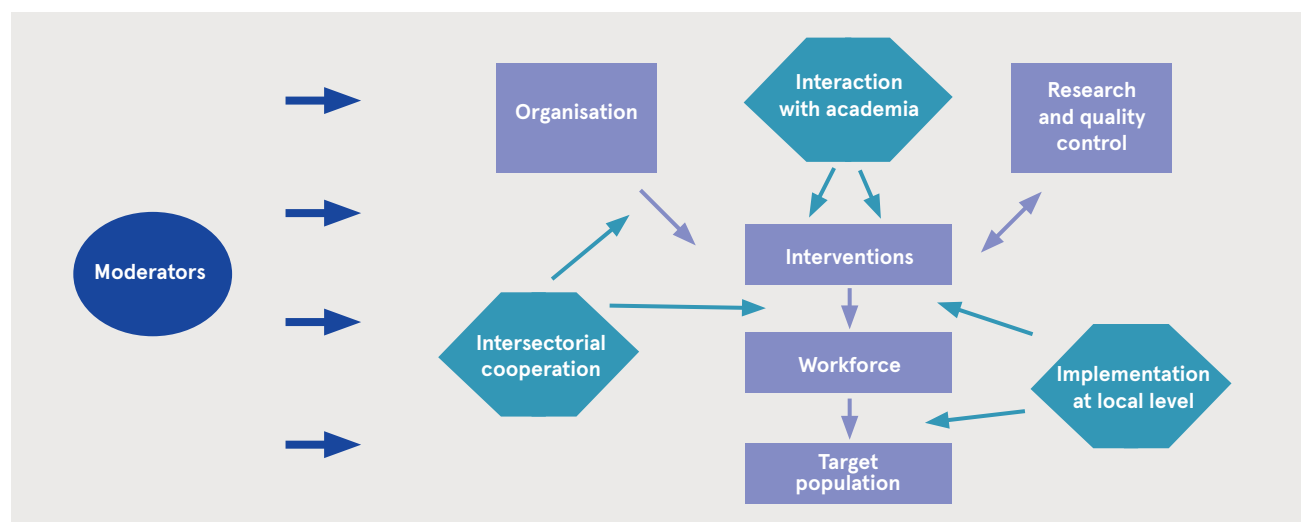 Organisation
Interaction
with academia
Research
and quality
control
Moderators
Interventions
Intersectorial
cooperation
Workforce
Implementation
at local level
Target
population